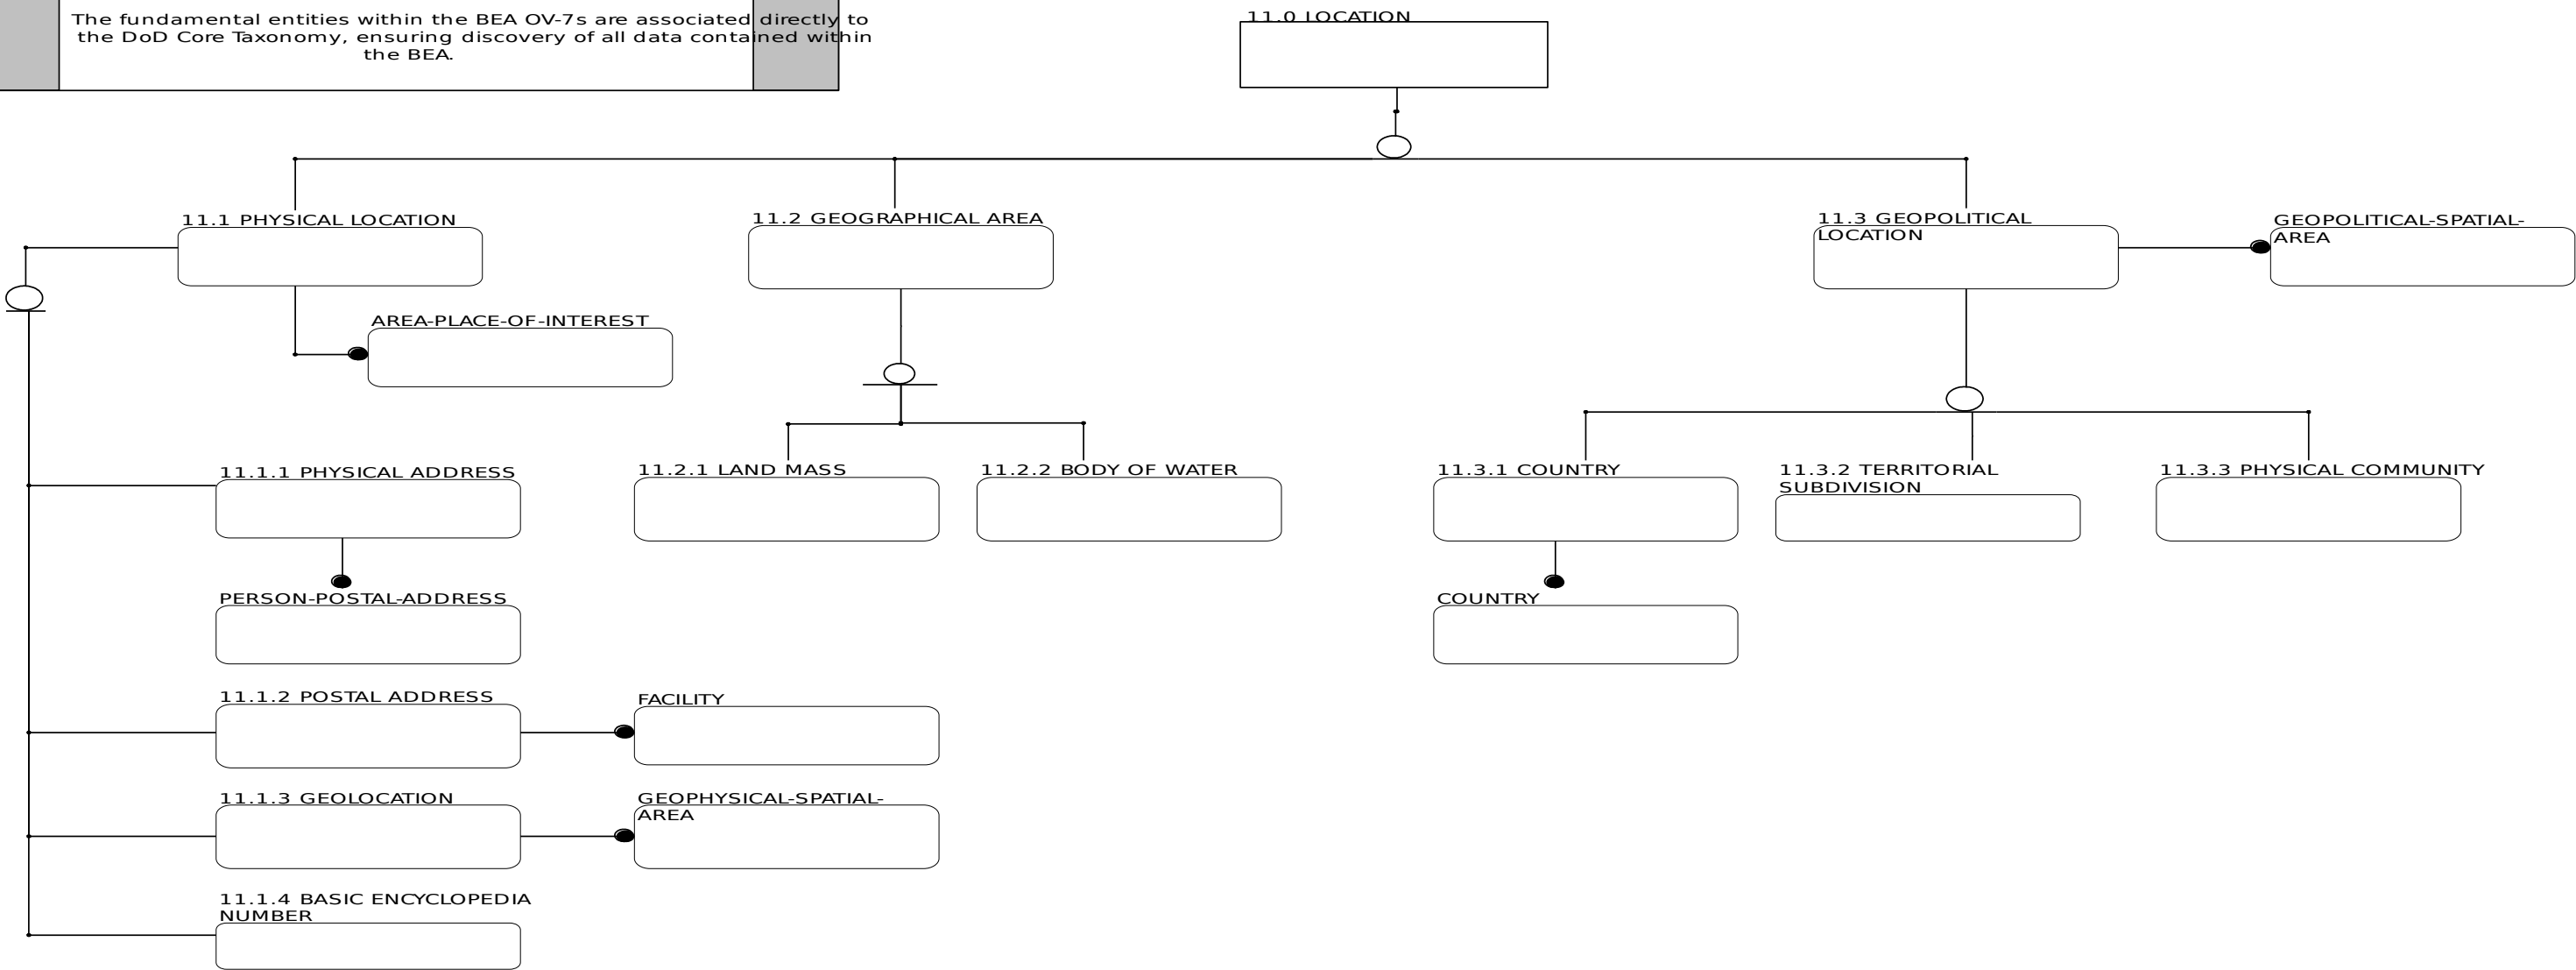 The fundamental entities within the BEA OV-7s are associated directly to
the DoD Core Taxonomy, ensuring discovery of all data contained within
the BEA.
11.0 LOCATION
11.1 PHYSICAL LOCATION
11.2 GEOGRAPHICAL AREA
11.3 GEOPOLITICAL
LOCATION
GEOPOLITICAL-SPATIAL-
AREA
AREA-PLACE-OF-INTEREST
11.1.1 PHYSICAL ADDRESS
11.2.1 LAND MASS
11.2.2 BODY OF WATER
11.3.1 COUNTRY
11.3.2 TERRITORIAL
SUBDIVISION
11.3.3 PHYSICAL COMMUNITY
PERSON-POSTAL-ADDRESS
COUNTRY
11.1.2 POSTAL ADDRESS
FACILITY
11.1.3 GEOLOCATION
GEOPHYSICAL-SPATIAL-
AREA
11.1.4 BASIC ENCYCLOPEDIA
NUMBER